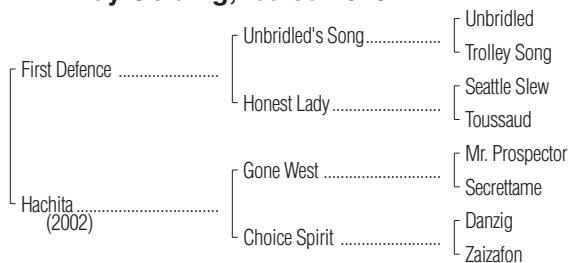 Unbridled
Unbridled's Song
Trolley Song
First Defence
Seattle Slew
Honest Lady
Toussaud
Mr. Prospector
Gone West
Secrettame
Hachita
(2002)
Danzig
Choice Spirit
Zaizafon